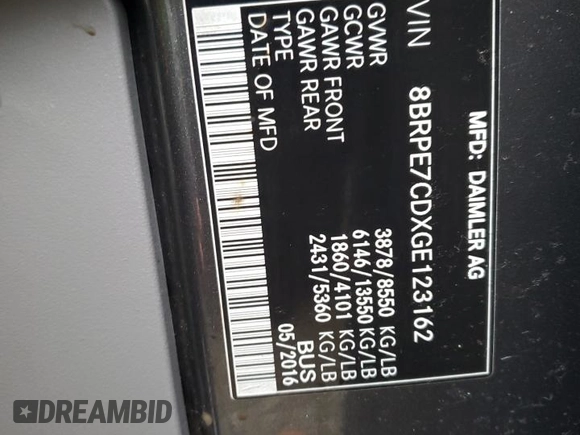 MFD: DAIMLER AG
VIN 8BRPE7CDXGE123162
GVWR 3878/8550 KG/LB
GCWR 6146/13550 KG/LB
GAWR FRONT 1860/4101 KG/LB
GAWR REAR 2431/5360 KG/LB
TYPE BUS
DATE OF MFD 05/2016
DREAMBID